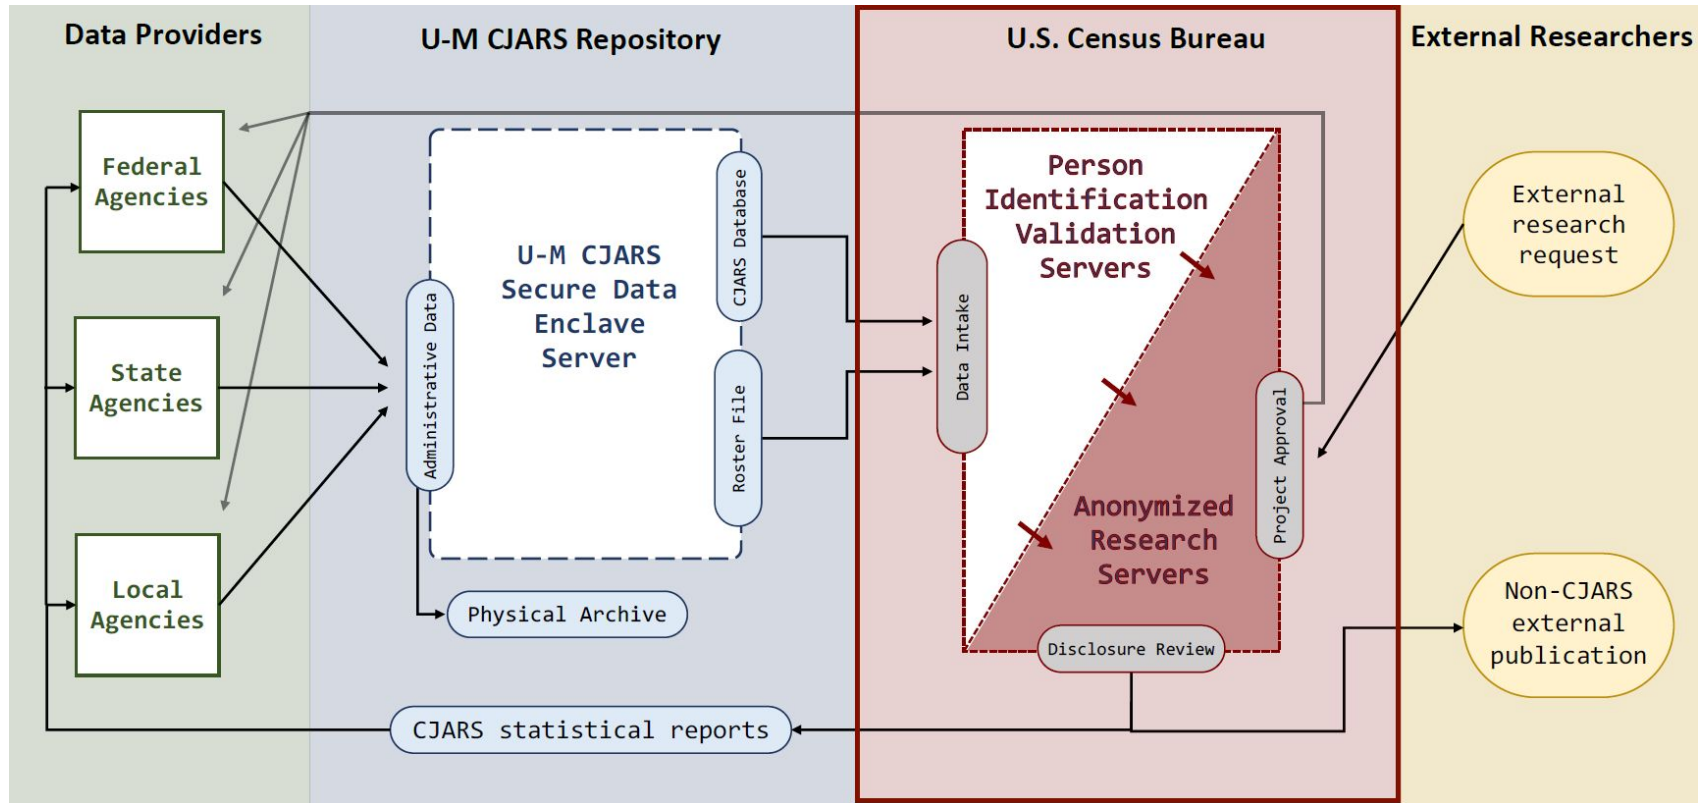 Data Providers
U-M CJARS Repository
U.S. Census Bureau
External Researchers
Federal
Agencies
State
Agencies
Local
Agencies
Administrative Data
U-M CJARS
Secure Data
Enclave
Server
CJARS Database
Roster File
Physical Archive
CJARS statistical reports
Data Intake
Person
Identification
Validation
Servers
Anonymized
Research
Servers
Project Approval
Disclosure Review
External
research
request
Non-CJARS
external
publication